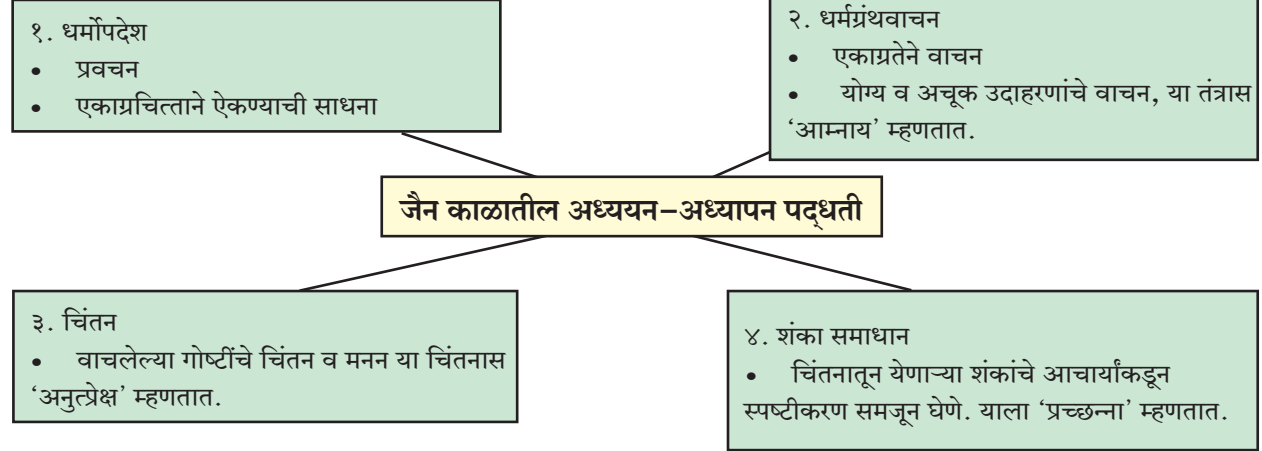 १. धर्मोपदेश
• प्रवचन
• एकाग्रचित्ताने ऐकण्याची साधना
२. धर्मग्रंथवाचन
• एकाग्रतेने वाचन
• योग्य व अचूक उदाहरणांचे वाचन, या तंत्रास
‘आम्नाय’ म्हणतात.
जैन काळातील अध्ययन–अध्यापन पद्धती
३. चिंतन
• वाचलेल्या गोष्टींचे चिंतन व मनन या चिंतनास
‘अनुत्प्रेक्ष’ म्हणतात.
४. शंका समाधान
• चिंतनातून येणाऱ्या शंकांचे आचार्यांकडून
स्पष्टीकरण समजून घेणे. याला ‘प्रच्छन्ना’ म्हणतात.